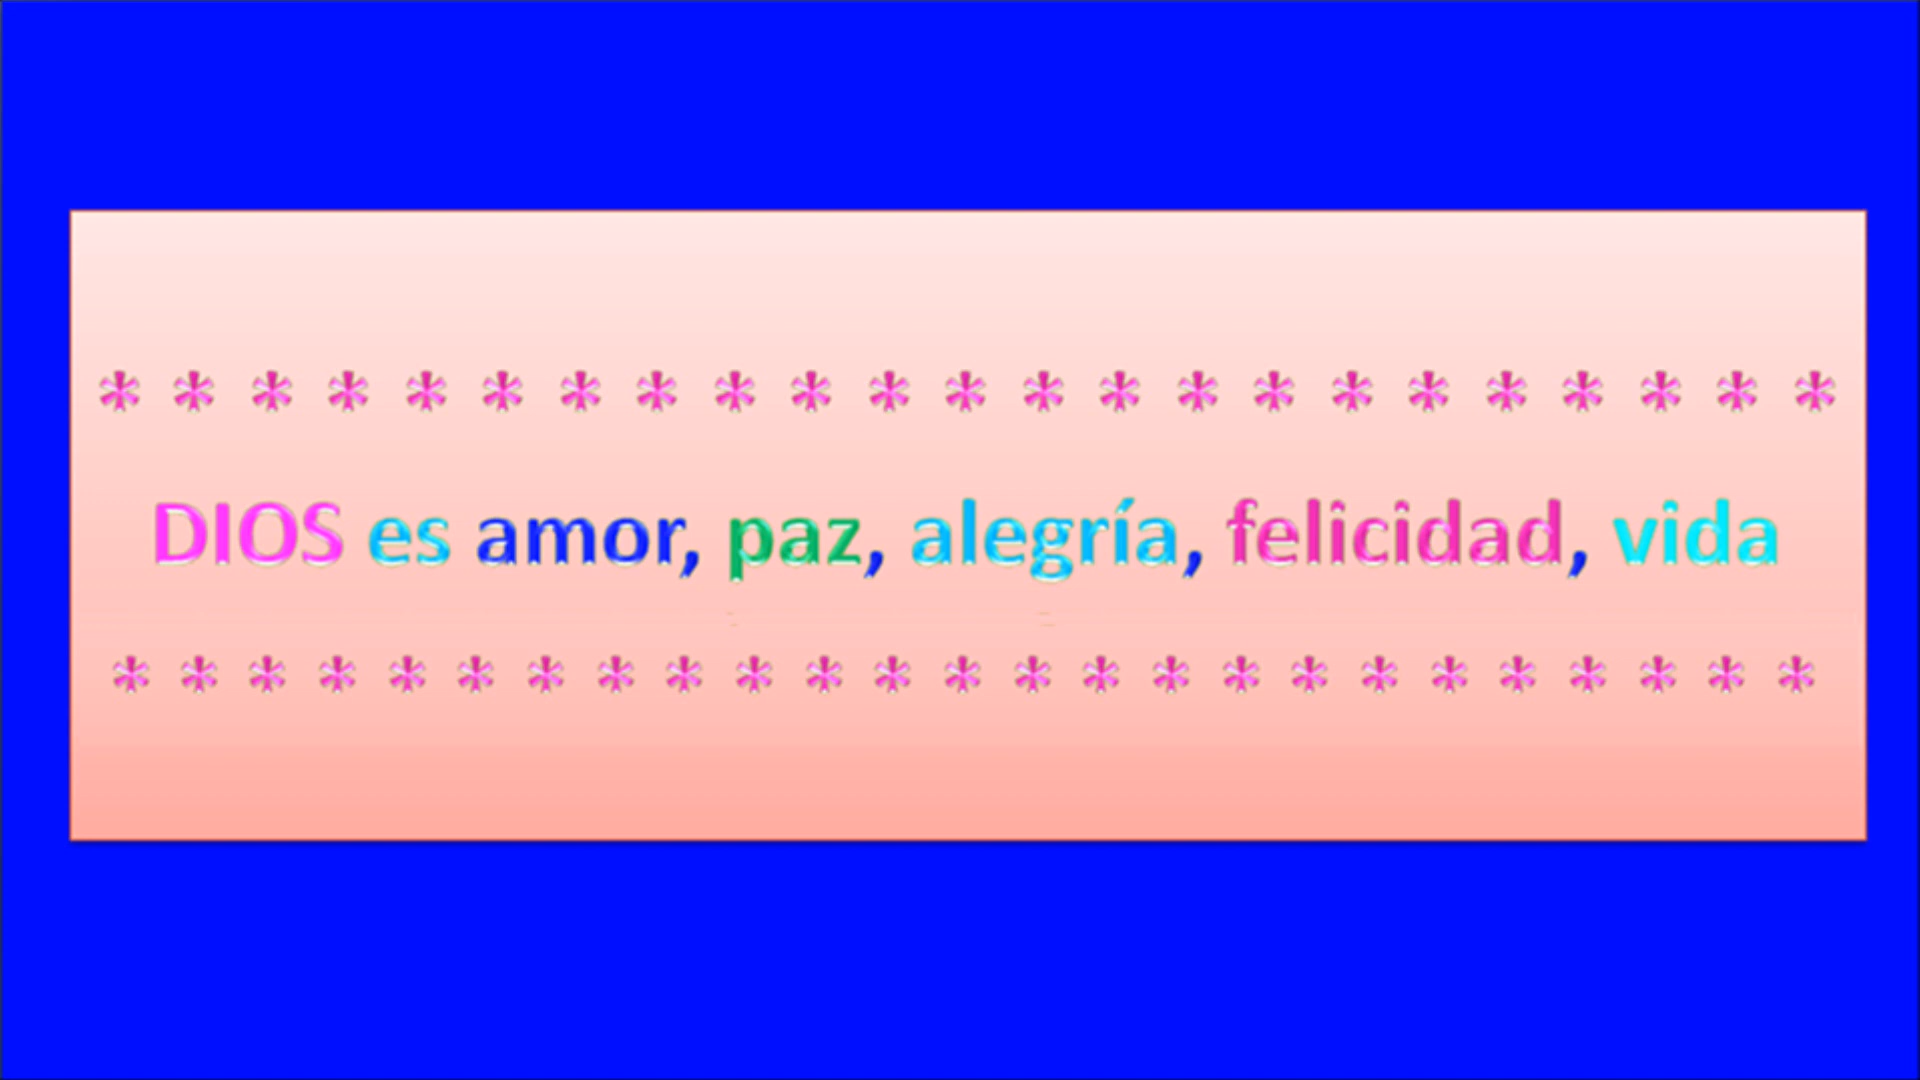 * * * * * * * * * * * * * * * * * * * * * * *
DIOS es amor, paz, alegría, felicidad, vida
* * * * * * * * * * * * * * * * * * * * * * * * *